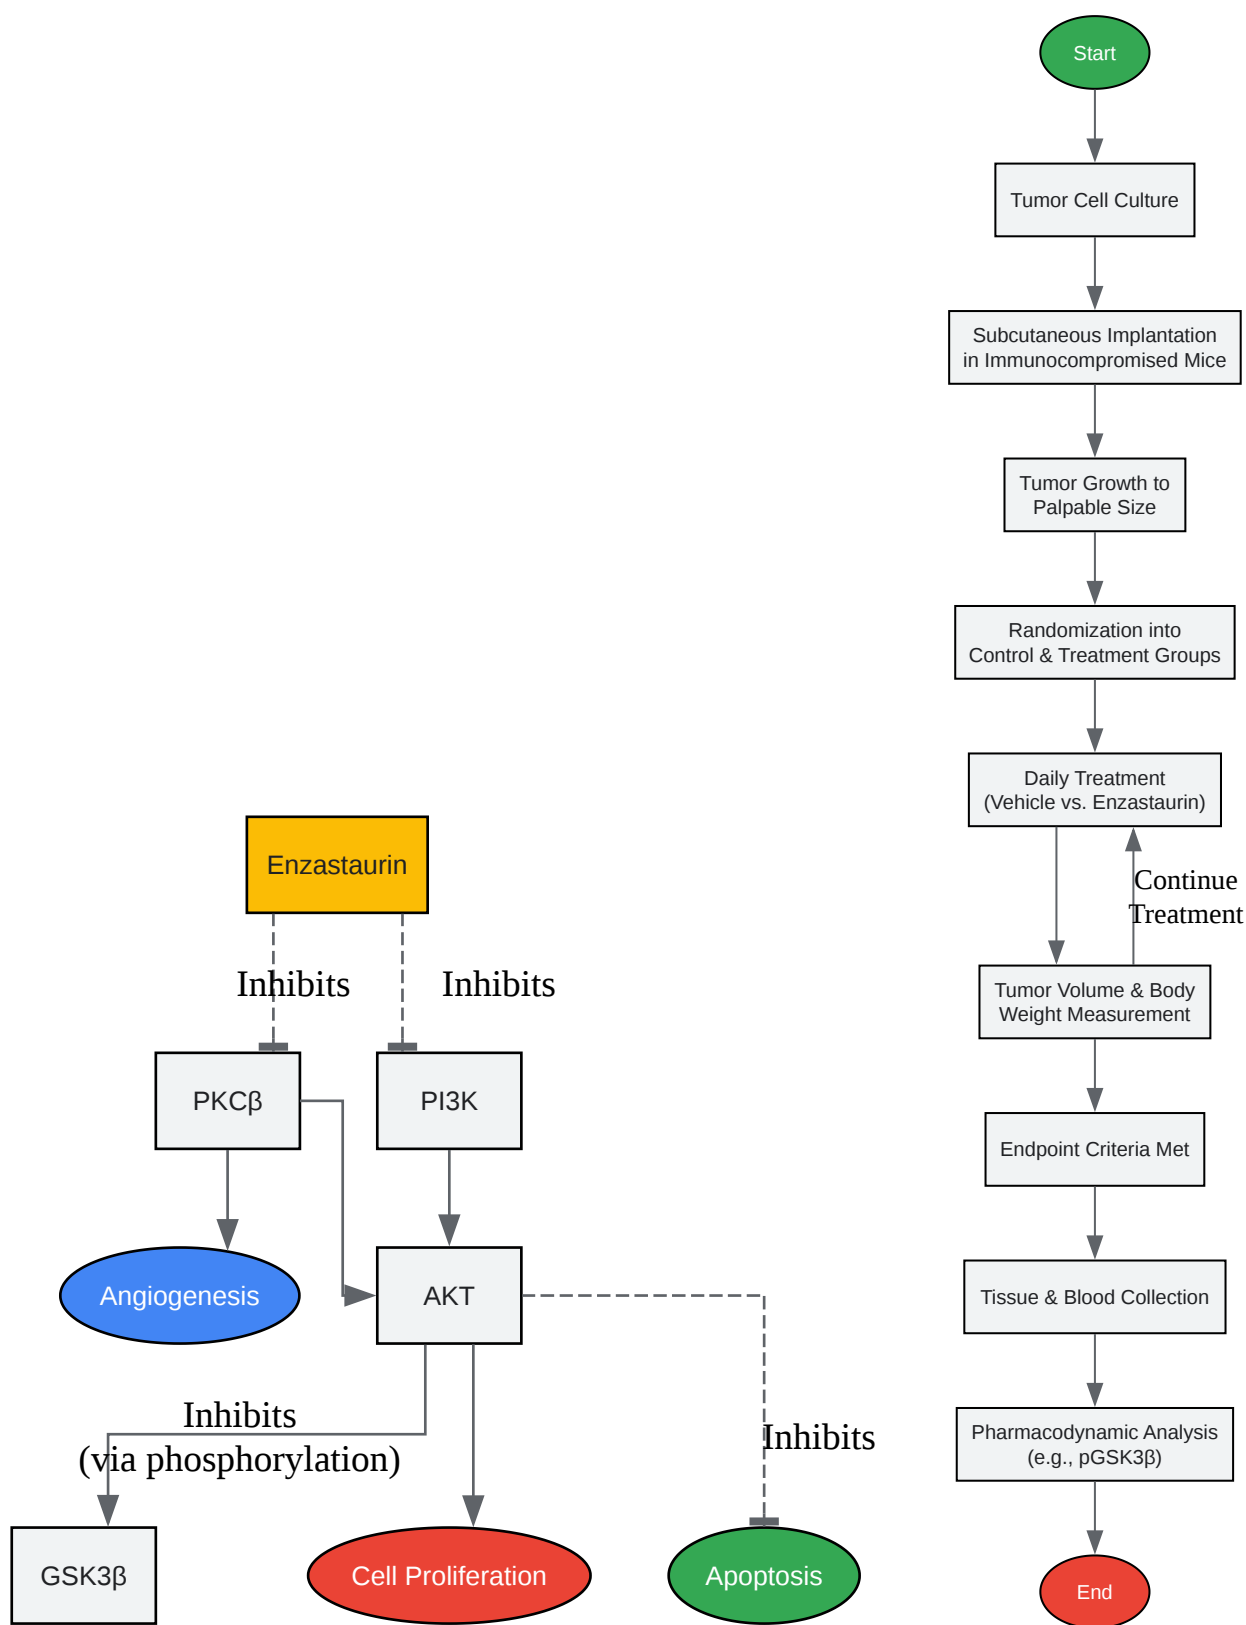 Enzastaurin
Inhibits
Inhibits
PKCβ
PI3K
Angiogenesis
AKT
Inhibits
(via phosphorylation)
Inhibits
GSK3β
Cell Proliferation
Apoptosis
Start
Tumor Cell Culture
Subcutaneous Implantation
in Immunocompromised Mice
Tumor Growth to
Palpable Size
Randomization into
Control & Treatment Groups
Daily Treatment
(Vehicle vs. Enzastaurin)
Continue
Treatment
Tumor Volume & Body
Weight Measurement
Endpoint Criteria Met
Tissue & Blood Collection
Pharmacodynamic Analysis
(e.g., pGSK3β)
End